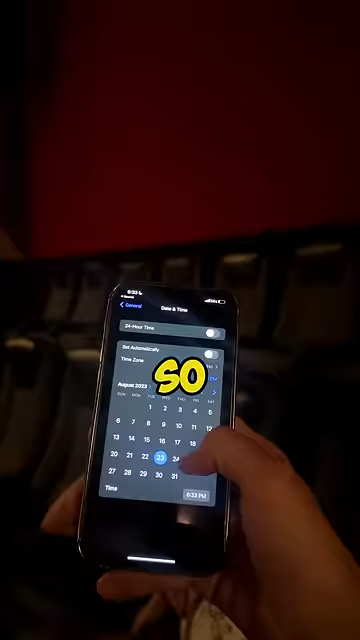 6:33
Search
General
Date & Time
24-Hour Time
Set Automatically
Time Zone
SO
August 2023
SUN MON TUE WED THU FRI SAT
1 2 3 4 5
6 7 8 9 10 11 12
13 14 15 16 17 18
20 21 22 23 24
27 28 29 30 31
Time 6:33 PM